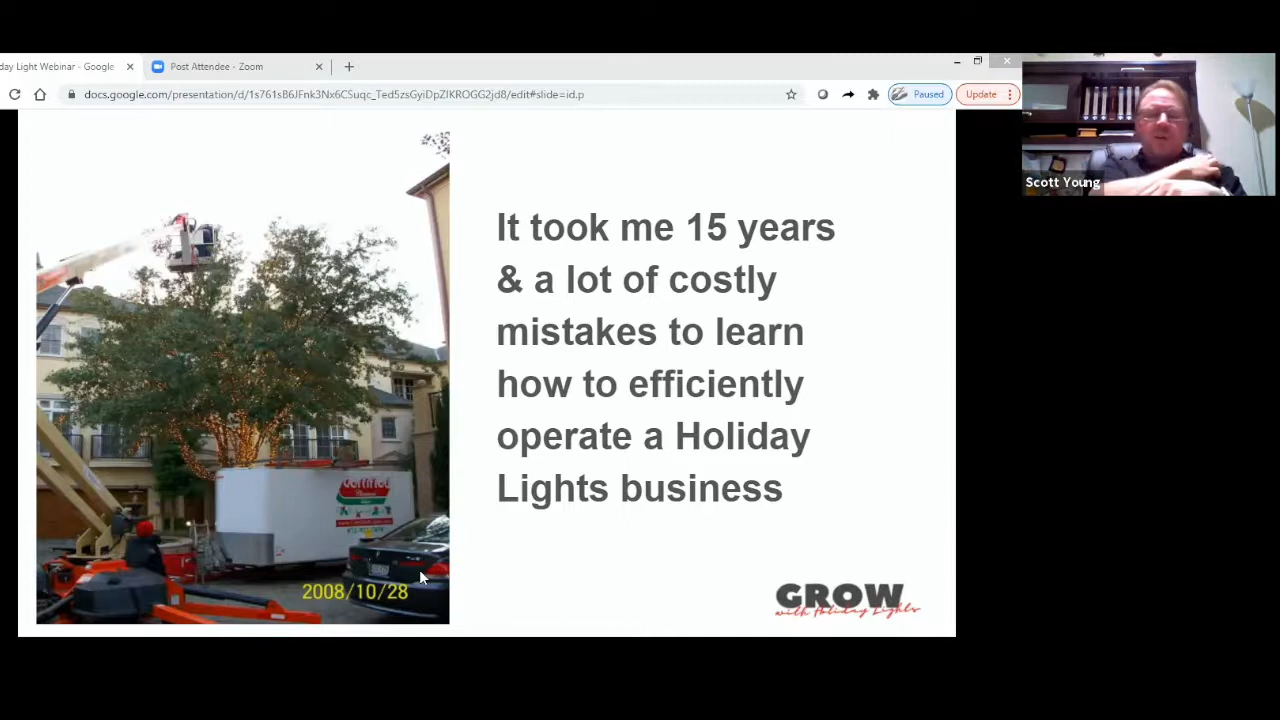 day Light Webinar - Google
Post Attendee - Zoom
docs.google.com/presentation/d/1s761sB6JFnk3Nx6CSuqc_Ted5zsGyiDpZIKdOGG2jd8/edit#slide=id.p
Paused
Update
Scott Young
It took me 15 years
& a lot of costly
mistakes to learn
how to efficiently
operate a Holiday
Lights business
Certified
2008/10/28
GROW
with Holiday Lights